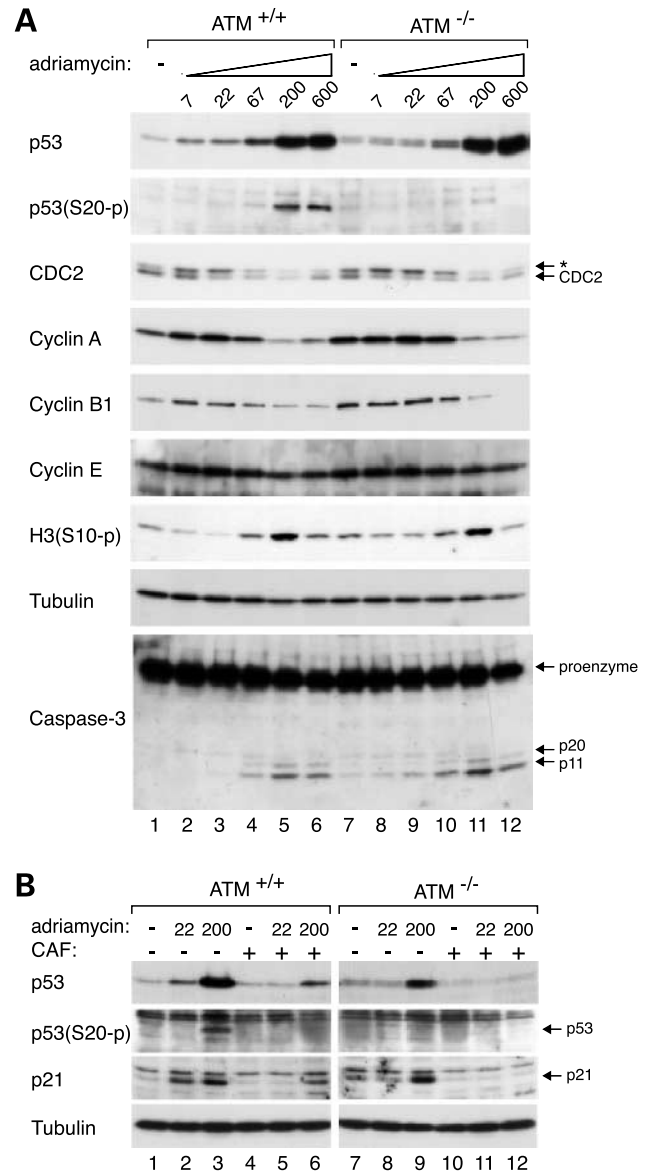 A
ATM +/+ ATM -/-
adriamycin: - 7 22 67 200 600 - 7 22 67 200 600
p53
p53(S20-p)
*
CDC2 CDC2
Cyclin A
Cyclin B1
Cyclin E
H3(S10-p)
Tubulin
proenzyme
Caspase-3
p20
p11
1 2 3 4 5 6 7 8 9 10 11 12
B
ATM +/+ ATM -/-
adriamycin: - 22 200 - 22 200 - 22 200 - 22 200
CAF: - - - + + + - - - + + +
p53
p53(S20-p) p53
p21 p21
Tubulin
1 2 3 4 5 6 7 8 9 10 11 12